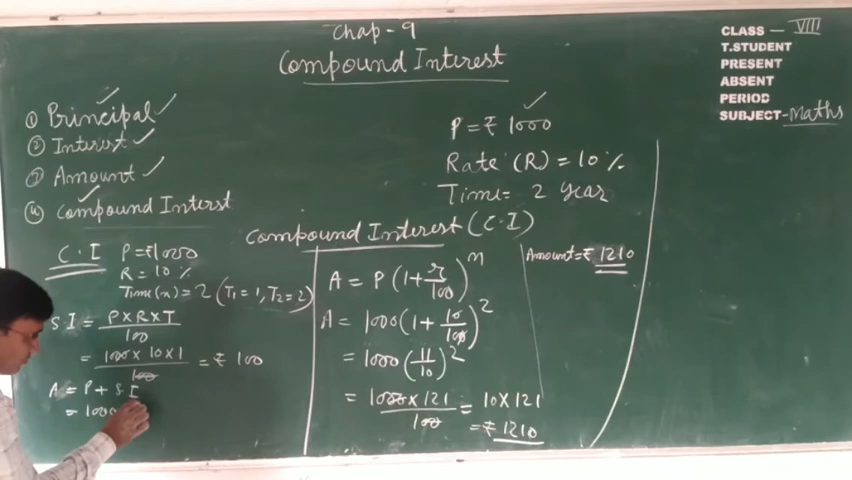 Chap - 9
Compound Interest
CLASS - VIII
T.STUDENT
PRESENT
ABSENT
PERIOD
SUBJECT - Maths
① Principal
② Interest
③ Amount
④ Compound Interst
P = ₹ 1000
Rate (R) = 10 %
Time = 2 year
Compound Interest (C.I)
C.I P = ₹1000
R = 10 %
Time(n) = 2 (T₁ = 1, T₂ = 2)
S.I = P × R × T / 100
= 1000 × 10 × 1 / 100 = ₹ 100
A = P + S I
= 1000
A = P (1 + r/100)^n
A = 1000 (1 + 10/100)^2
= 1000 (11/10)^2
= 1000 × 121 / 100 = 10 × 121
= ₹ 1210
Amount = ₹ 1210